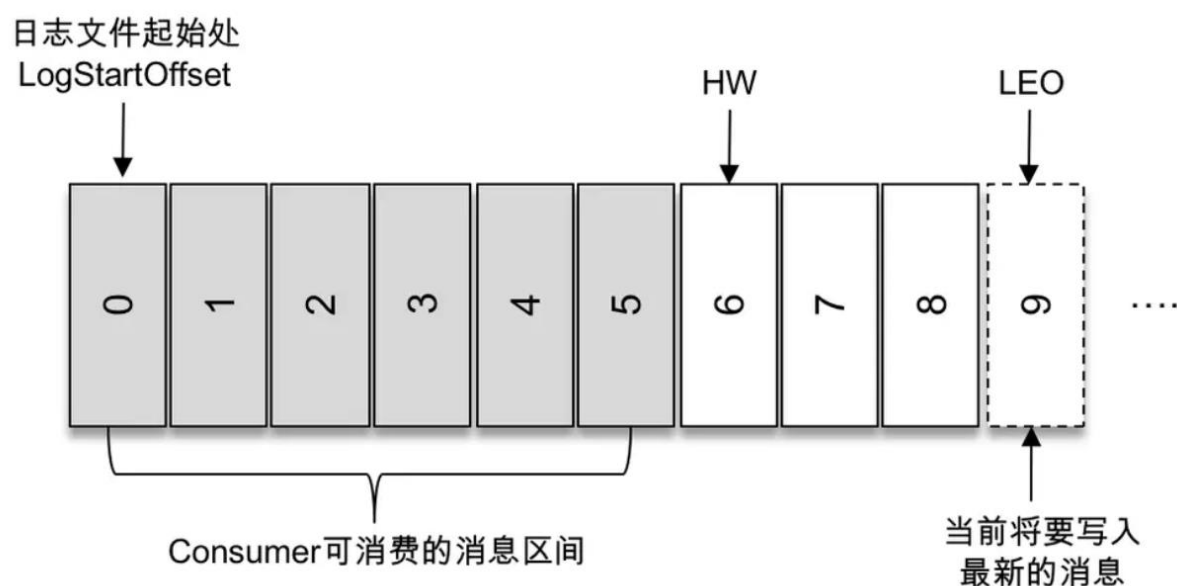 日志文件起始处
LogStartOffset
HW
LEO
0
1
2
3
4
5
6
7
8
9
....
Consumer可消费的消息区间
当前将要写入
最新的消息